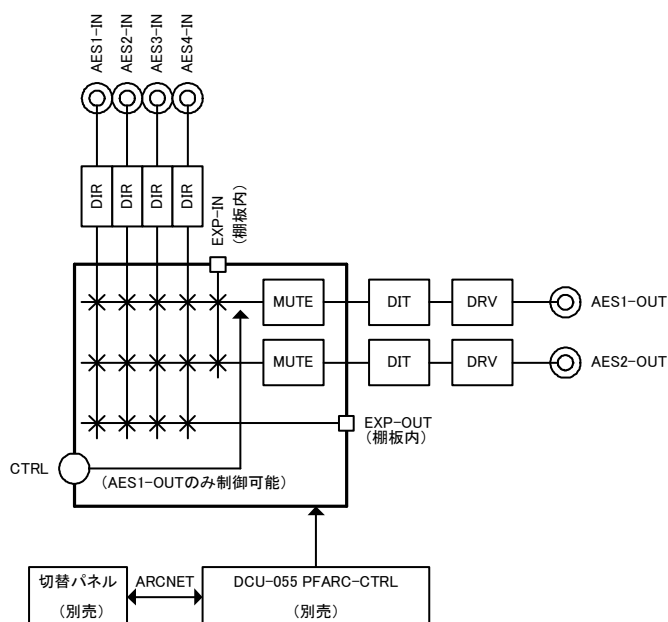 AES1-IN
AES2-IN
AES3-IN
AES4-IN
DIR
DIR
DIR
DIR
EXP-IN
(棚板内)
MUTE
DIT
DRV
AES1-OUT
MUTE
DIT
DRV
AES2-OUT
EXP-OUT
(棚板内)
CTRL
(AES1-OUTのみ制御可能)
切替パネル
(別売)
ARCNET
DCU-055 PFARC-CTRL
(別売)